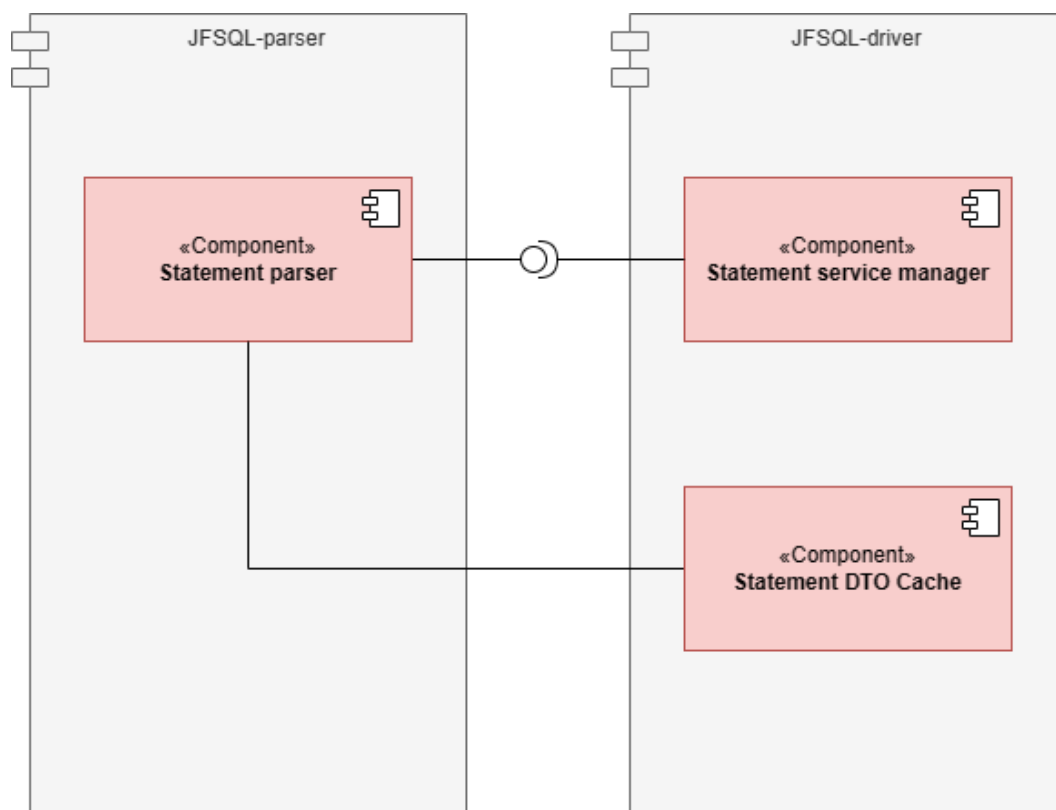 JFSQL-parser
JFSQL-driver
«Component»
Statement parser
«Component»
Statement service manager
«Component»
Statement DTO Cache